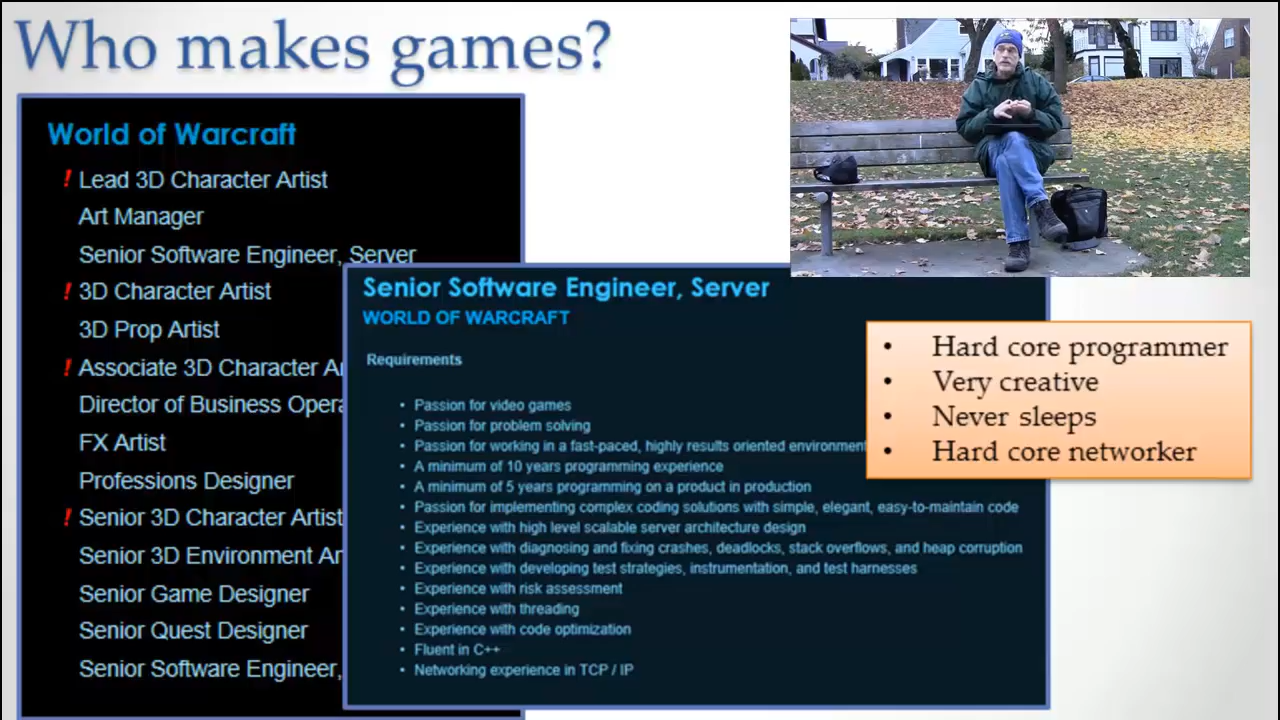 Who makes games?
World of Warcraft
! Lead 3D Character Artist
Art Manager
Senior Software Engineer, Server
! 3D Character Artist
3D Prop Artist
! Associate 3D Character
Director of Business
FX Artist
Professions Designer
! Senior 3D Character Artist
Senior 3D Environment
Senior Game Designer
Senior Quest Designer
Senior Software Engineer,
Senior Software Engineer, Server
WORLD OF WARCRAFT
Requirements
• Passion for video games
• Passion for problem solving
• Passion for working in a fast-paced, highly results oriented environment
• A minimum of 10 years programming experience
• A minimum of 5 years programming on a product in production
• Passion for implementing complex coding solutions with simple, elegant, easy-to-maintain code
• Experience with high level scalable server architecture design
• Experience with diagnosing and fixing crashes, deadlocks, stack overflows, and heap corruption
• Experience with developing test strategies, instrumentation, and test harnesses
• Experience with risk assessment
• Experience with threading
• Experience with code optimization
• Fluent in C++
• Networking experience in TCP / IP
• Hard core programmer
• Very creative
• Never sleeps
• Hard core networker